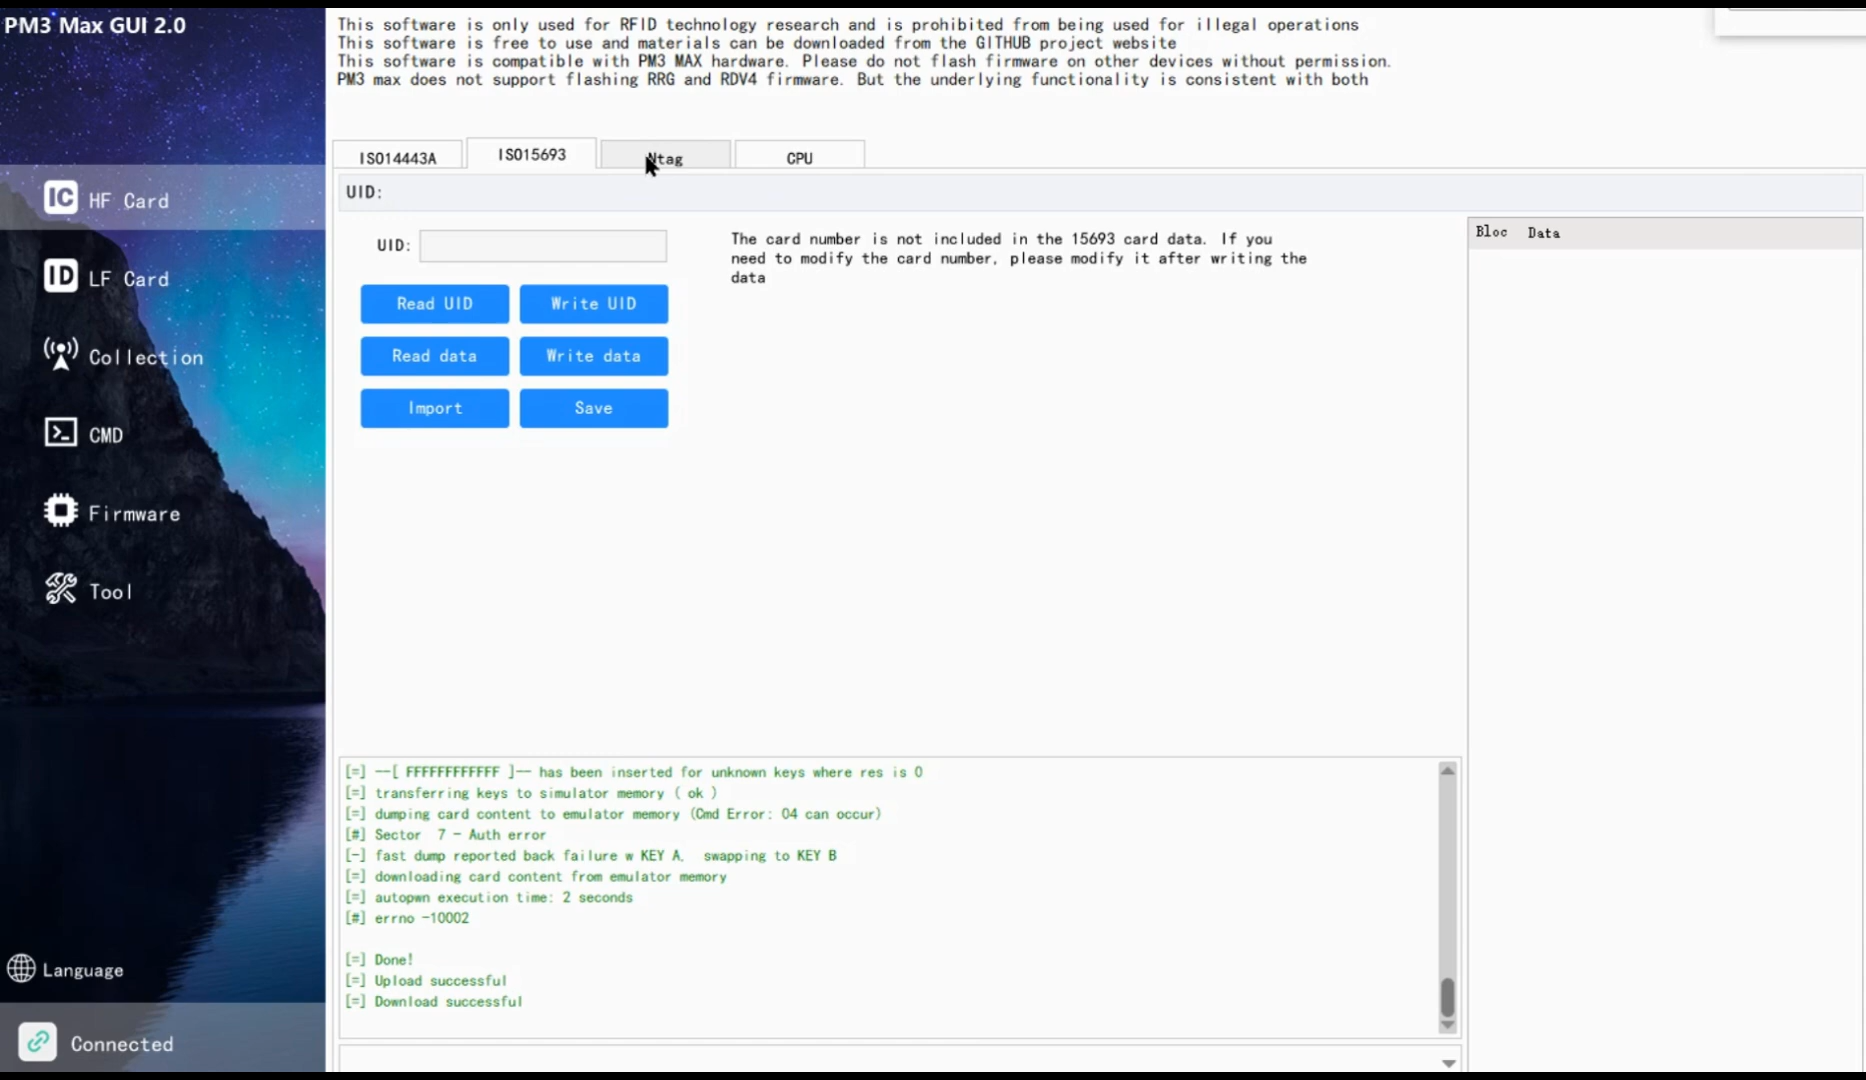 PM3 Max GUI 2.0
This software is only used for RFID technology research and is prohibited from being used for illegal operations
This software is free to use and materials can be downloaded from the GITHUB project website
This software is compatible with PM3 MAX hardware. Please do not flash firmware on other devices without permission.
PM3 max does not support flashing RRG and RDV4 firmware. But the underlying functionality is consistent with both
ISO14443A
ISO15693
Ntag
CPU
UID:
IC HF Card
ID LF Card
Collection
CMD
Firmware
Tool
Language
Connected
UID:
The card number is not included in the 15693 card data. If you
need to modify the card number, please modify it after writing the
data
Read UID
Write UID
Read data
Write data
Import
Save
Bloc Data
[=] --[ FFFFFFFFFFFF ]-- has been inserted for unknown keys where res is 0
[=] transferring keys to simulator memory ( ok )
[=] dumping card content to emulator memory (Cmd Error: 04 can occur)
[#] Sector 7 - Auth error
[-] fast dump reported back failure w KEY A, swapping to KEY B
[=] downloading card content from emulator memory
[=] autopwn execution time: 2 seconds
[#] errno -10002
[=] Done!
[=] Upload successful
[=] Download successful